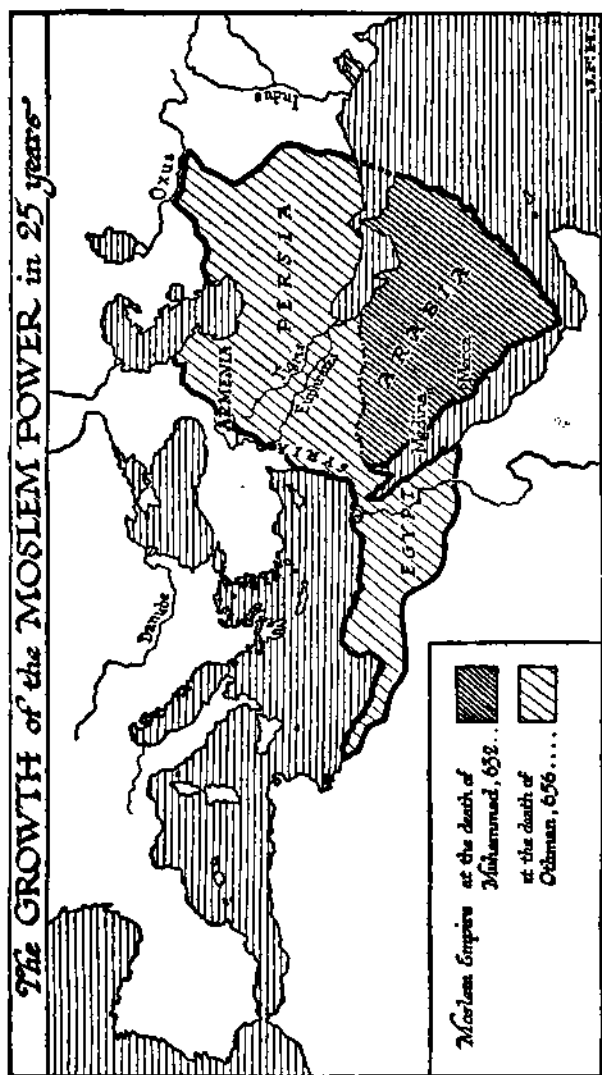 The GROWTH of the MOSLEM POWER in 25 years
Oxus
Indus
Danube
ARMENIA
PERSIA
Tigris
Euphrates
SYRIA
ARABIA
Medina
Mecca
EGYPT
J.F.H.
Moslem Empire at the death of
Muhammad, 632..
at the death of
Othman, 656....